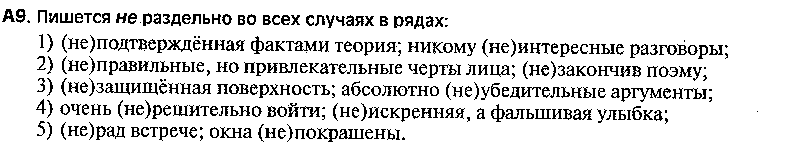 А9. Пишется не раздельно во всех случаях в рядах:
1) (не)подтверждённая фактами теория; никому (не)интересные разговоры;
2) (не)правильные, но привлекательные черты лица; (не)закончив поэму;
3) (не)защищённая поверхность; абсолютно (не)убедительные аргументы;
4) очень (не)решительно войти; (не)искренняя, а фальшивая улыбка;
5) (не)рад встрече; окна (не)покрашены.